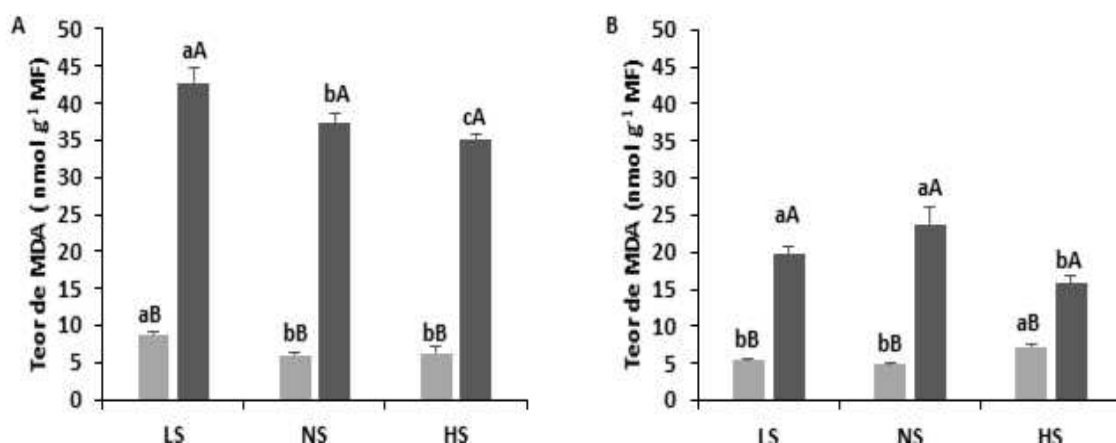 A
Teor de MDA ( nmol g⁻¹ MF)
50
45
40
35
30
25
20
15
10
5
0
aB
aA
bB
bA
bB
cA
LS
NS
HS
B
Teor de MDA (nmol g⁻¹ MF)
50
45
40
35
30
25
20
15
10
5
0
bB
aA
bB
aA
aB
bA
LS
NS
HS